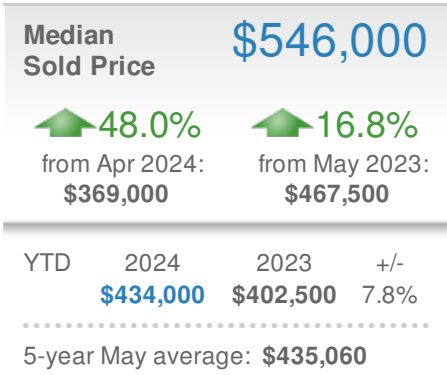 Median $546,000
Sold Price
48.0% 16.8%
from Apr 2024: from May 2023:
$369,000 $467,500
YTD 2024 2023 +/-
$434,000 $402,500 7.8%
5-year May average: $435,060